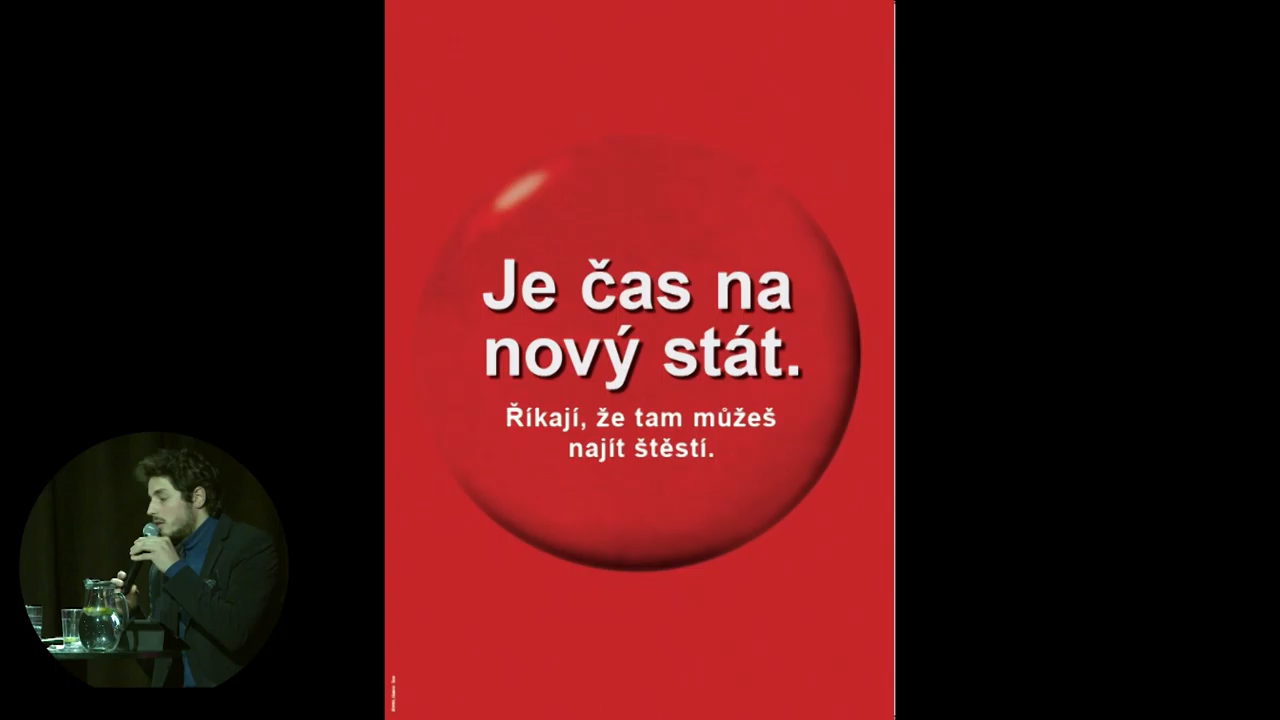 Je čas na
nový stát.
Říkají, že tam můžeš
najít štěstí.